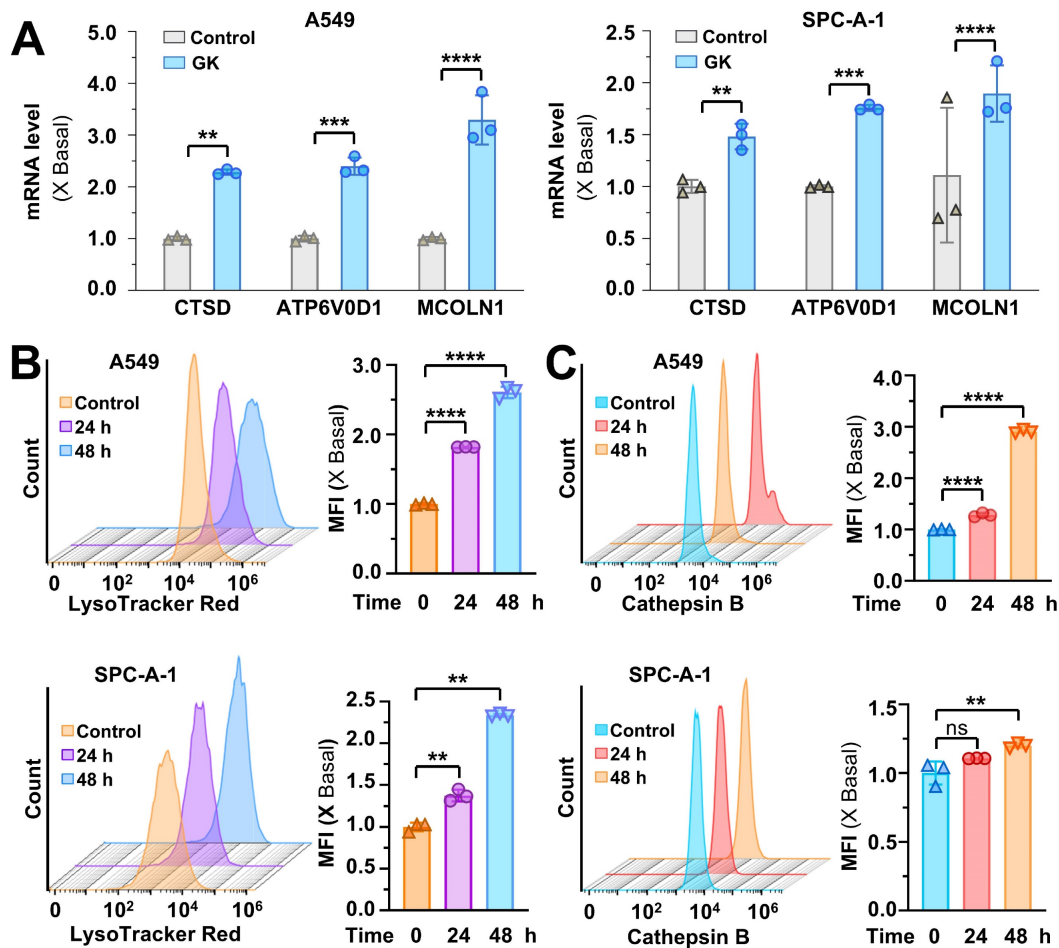 A
A549
mRNA level
(X Basal)
5.0
4.0
3.0
2.0
1.0
0.0
Control
GK
**
***
****
CTSD
ATP6V0D1
MCOLN1
SPC-A-1
mRNA level
(X Basal)
2.5
2.0
1.5
1.0
0.5
0.0
Control
GK
**
***
****
CTSD
ATP6V0D1
MCOLN1
B
A549
Control
24 h
48 h
Count
0 10² 10⁴ 10⁶
LysoTracker Red
MFI (X Basal)
3.0
2.0
1.0
0.0
****
****
Time 0 24 48 h
SPC-A-1
Control
24 h
48 h
Count
0 10² 10⁴ 10⁶
LysoTracker Red
MFI (X Basal)
2.5
2.0
1.5
1.0
0.5
0.0
**
**
Time 0 24 48 h
C
A549
Control
24 h
48 h
Count
0 10² 10⁴ 10⁶
Cathepsin B
MFI (X Basal)
4.0
3.0
2.0
1.0
0.0
****
****
Time 0 24 48 h
SPC-A-1
Control
24 h
48 h
Count
0 10² 10⁴ 10⁶
Cathepsin B
MFI (X Basal)
1.5
1.0
0.5
0.0
**
ns
Time 0 24 48 h